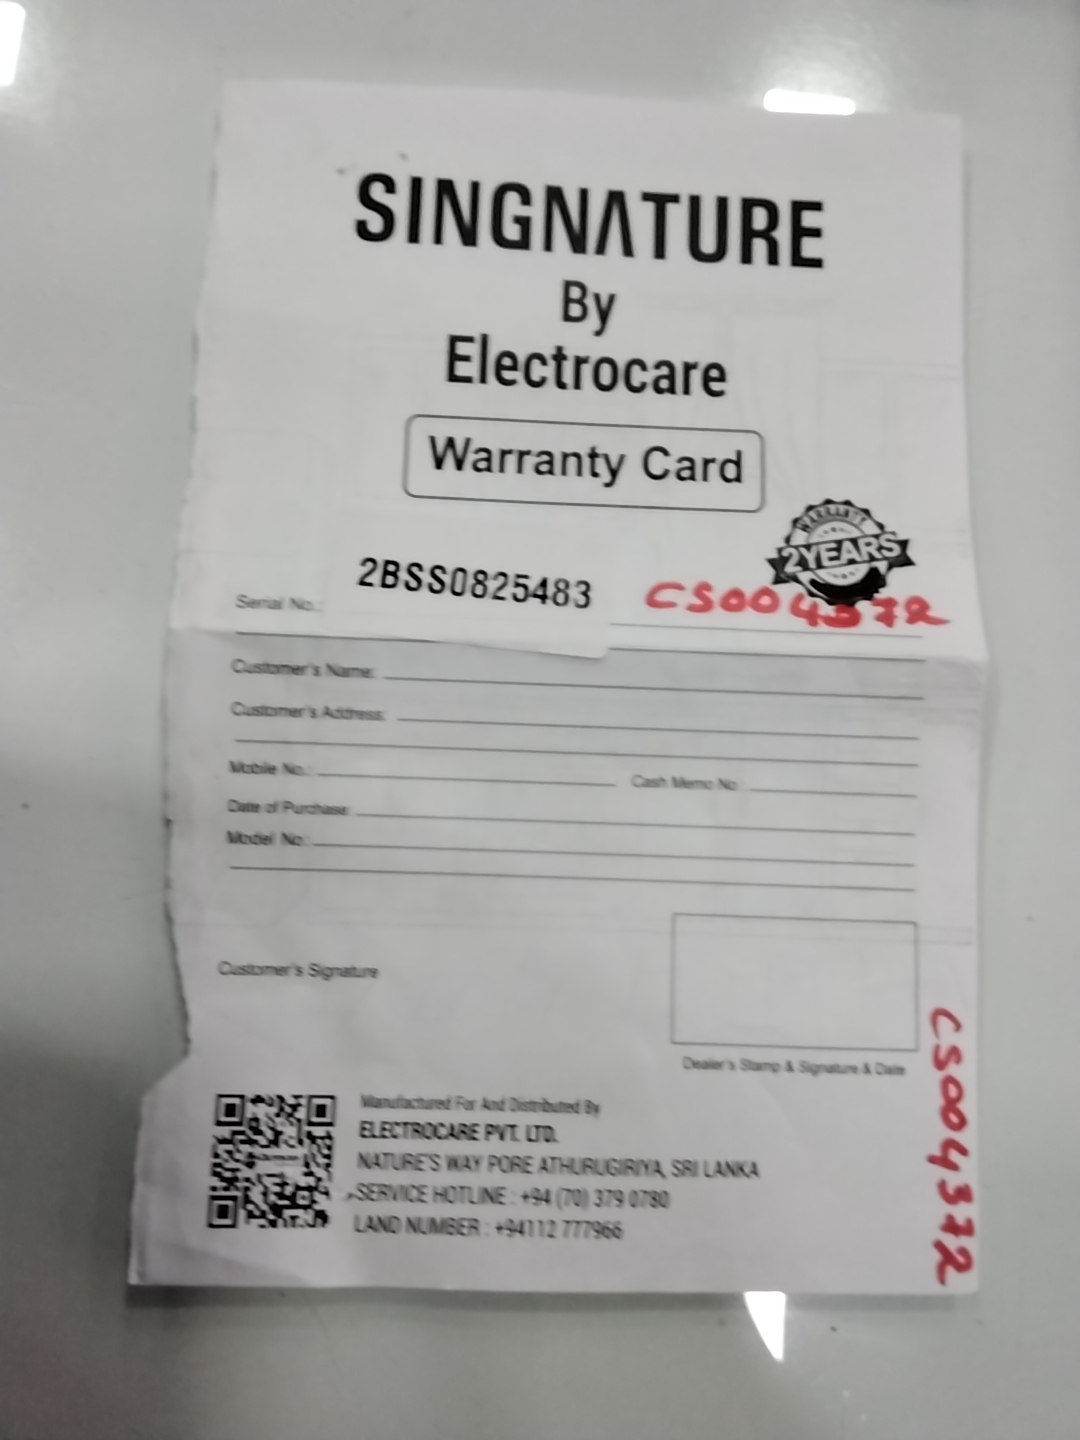 SINGNATURE
By
Electrocare
Warranty Card
WARRANTY
2YEARS
Serial No.: 2BSS0825483 CS004372
Customer's Name:
Customer's Address:
Mobile No.: Cash Memo No.:
Date of Purchase:
Model No.:
Customer's Signature
Dealer's Stamp & Signature & Date
CS004372
Manufactured For And Distributed By
ELECTROCARE PVT. LTD.
NATURE'S WAY PORE ATHURUGIRIYA, SRI LANKA
SERVICE HOTLINE : +94 (70) 379 0780
LAND NUMBER : +94112 777966